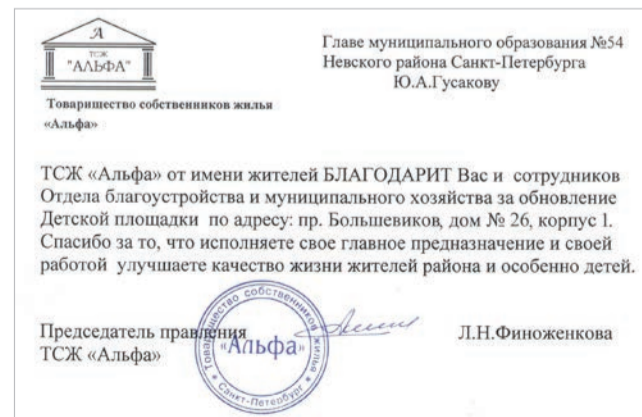 А
ТСЖ
"АЛЬФА"
Товарищество собственников жилья
«Альфа»
Главе муниципального образования №54
Невского района Санкт-Петербурга
Ю.А.Гусакову
ТСЖ «Альфа» от имени жителей БЛАГОДАРИТ Вас и сотрудников
Отдела благоустройства и муниципального хозяйства за обновление
Детской площадки по адресу: пр. Большевиков, дом № 26, корпус 1.
Спасибо за то, что исполняете свое главное предназначение и своей
работой улучшаете качество жизни жителей района и особенно детей.
Председатель правления
ТСЖ «Альфа»
Л.Н.Финоженкова
Товарищество собственников жилья
«Альфа»
* Санкт-Петербург *